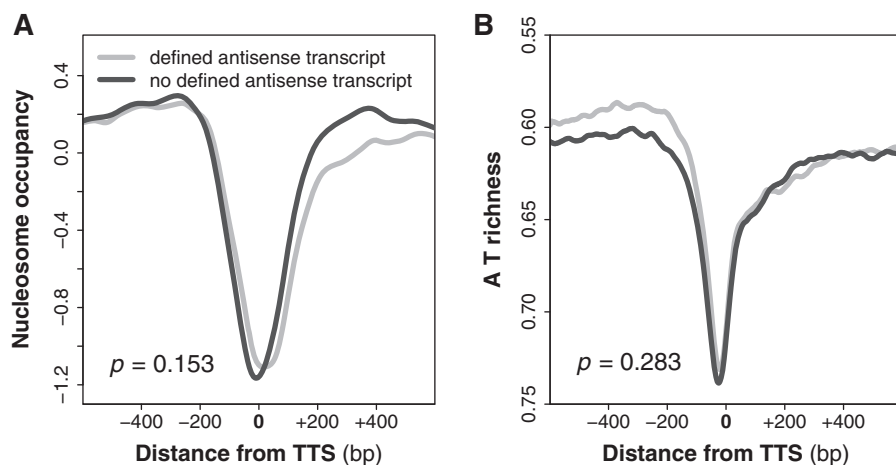 A
Nucleosome occupancy
0.4
0.0
−0.4
−0.8
−1.2
defined antisense transcript
no defined antisense transcript
p = 0.153
−400 −200 0 +200 +400
Distance from TTS (bp)
B
A T richness
0.55
0.60
0.65
0.70
0.75
p = 0.283
−400 −200 0 +200 +400
Distance from TTS (bp)